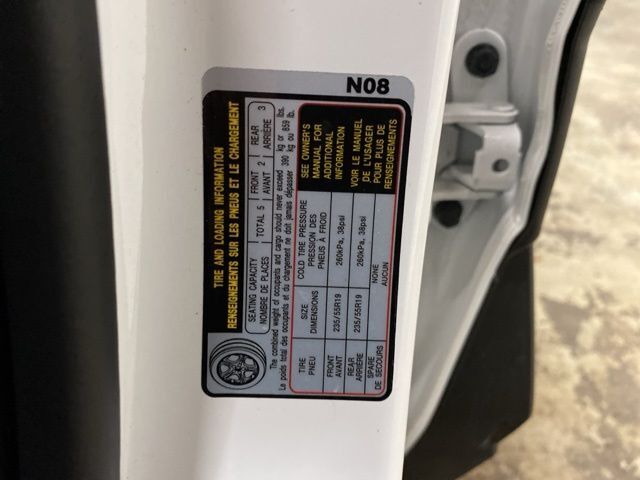 N08
TIRE AND LOADING INFORMATION
RENSEIGNEMENTS SUR LES PNEUS ET LE CHARGEMENT
SEATING CAPACITY
NOMBRE DE PLACES
TOTAL 5
FRONT
AVANT
2
REAR
ARRIÈRE
3
The combined weight of occupants and cargo should never exceed 390 kg or 859 lbs.
Le poids total des occupants et du chargement ne doit jamais dépasser 390 kg ou 859 lb.
TIRE
PNEU
SIZE
DIMENSIONS
COLD TIRE PRESSURE
PRESSION DES
PNEUS À FROID
FRONT
AVANT
235/55R19
260kPa, 38psi
REAR
ARRIÈRE
235/55R19
260kPa, 38psi
SPARE
DE SECOURS
NONE
AUCUN
SEE OWNER'S
MANUAL FOR
ADDITIONAL
INFORMATION
VOIR LE MANUEL
DE L'USAGER
POUR PLUS DE
RENSEIGNEMENTS